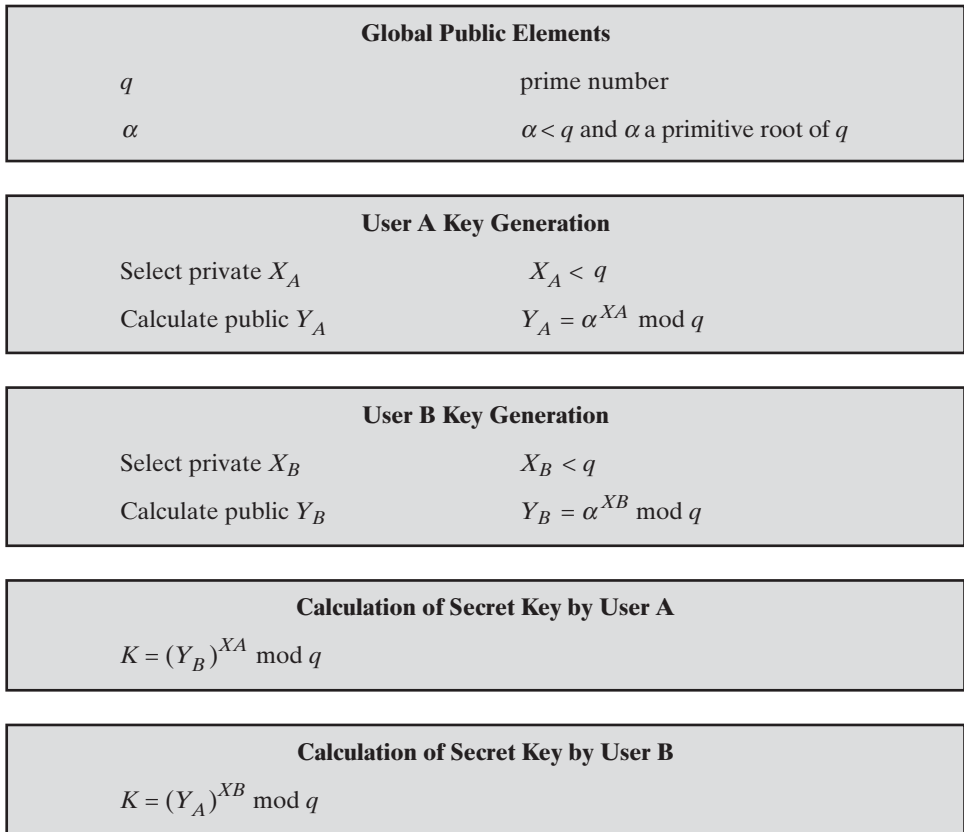 Global Public Elements
q prime number
α α < q and α a primitive root of q
User A Key Generation
Select private X_A X_A < q
Calculate public Y_A Y_A = α^{XA} mod q
User B Key Generation
Select private X_B X_B < q
Calculate public Y_B Y_B = α^{XB} mod q
Calculation of Secret Key by User A
K = (Y_B)^{XA} mod q
Calculation of Secret Key by User B
K = (Y_A)^{XB} mod q